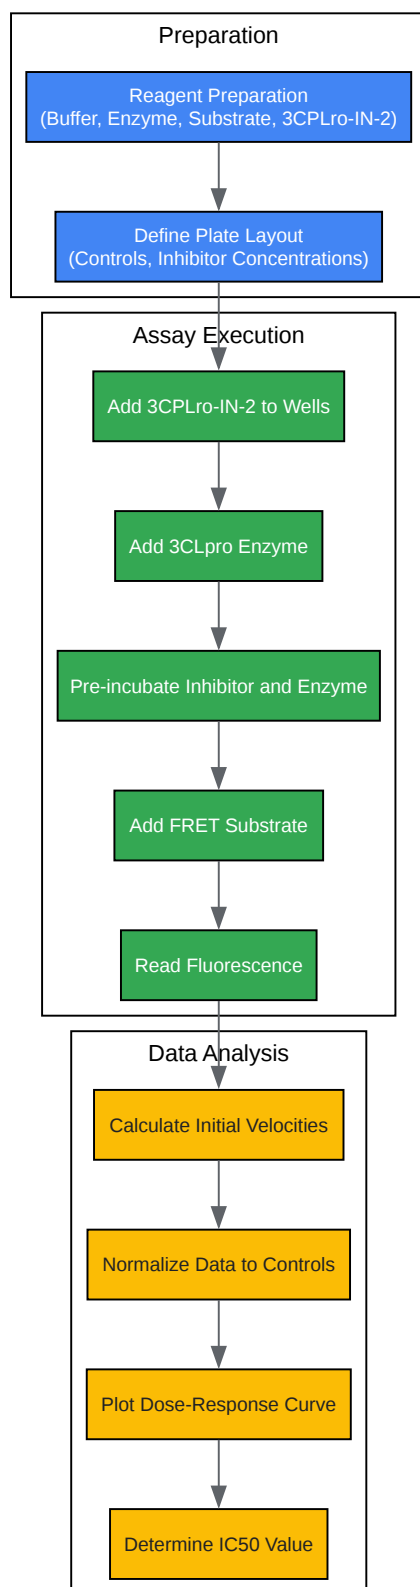 Preparation
Reagent Preparation
(Buffer, Enzyme, Substrate, 3CPLro-IN-2)
Define Plate Layout
(Controls, Inhibitor Concentrations)
Assay Execution
Add 3CPLro-IN-2 to Wells
Add 3CLpro Enzyme
Pre-incubate Inhibitor and Enzyme
Add FRET Substrate
Read Fluorescence
Data Analysis
Calculate Initial Velocities
Normalize Data to Controls
Plot Dose-Response Curve
Determine IC50 Value